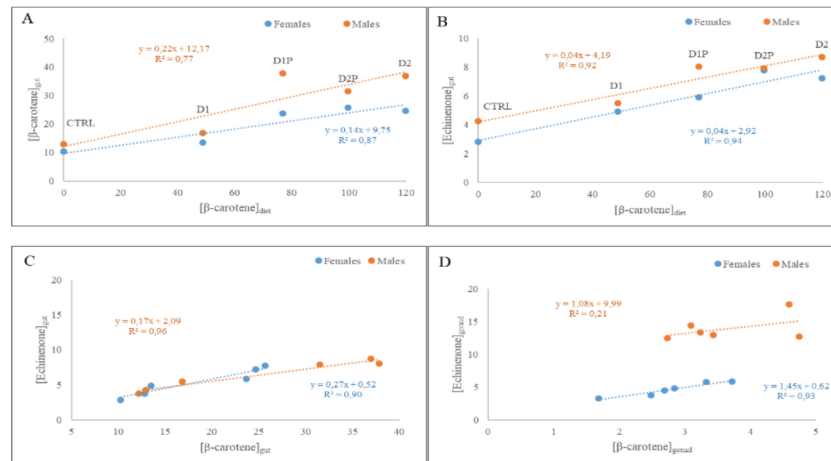 A
Females Males
y = 0,22x + 12,17
R² = 0,77
50
40
30
20
10
0
[β-carotene]gut
CTRL
D1
D1P
D2P
D2
y = 0,14x + 9,75
R² = 0,87
0 20 40 60 80 100 120
[β-carotene]diet
B
Females Males
y = 0,04x + 4,19
R² = 0,92
10
8
6
4
2
0
[Echinenone]gut
CTRL
D1
D1P
D2P
D2
y = 0,04x + 2,92
R² = 0,94
0 20 40 60 80 100 120
[β-carotene]diet
C
Females Males
20
15
10
5
0
[Echinenone]gut
y = 0,17x + 2,09
R² = 0,96
y = 0,27x + 0,52
R² = 0,90
5 10 15 20 25 30 35 40
[β-carotene]gut
D
Females Males
20
15
10
5
0
[Echinenone]gonad
y = 1,08x + 9,99
R² = 0,21
y = 1,45x + 0,62
R² = 0,93
0 1 2 3 4 5
[β-carotene]gonad